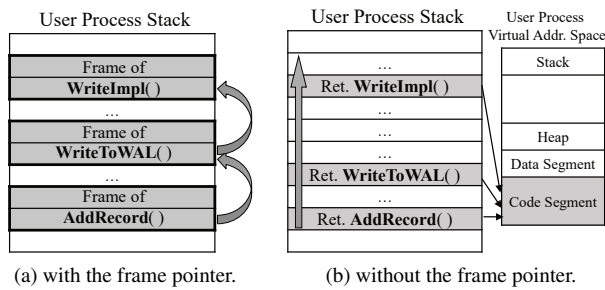 User Process Stack
Frame of
WriteImpl( )
...
Frame of
WriteToWAL( )
...
Frame of
AddRecord( )
(a) with the frame pointer.
User Process Stack
...
Ret. WriteImpl( )
...
...
...
Ret. WriteToWAL( )
...
Ret. AddRecord( )
User Process
Virtual Addr. Space
Stack
Heap
Data Segment
Code Segment
(b) without the frame pointer.